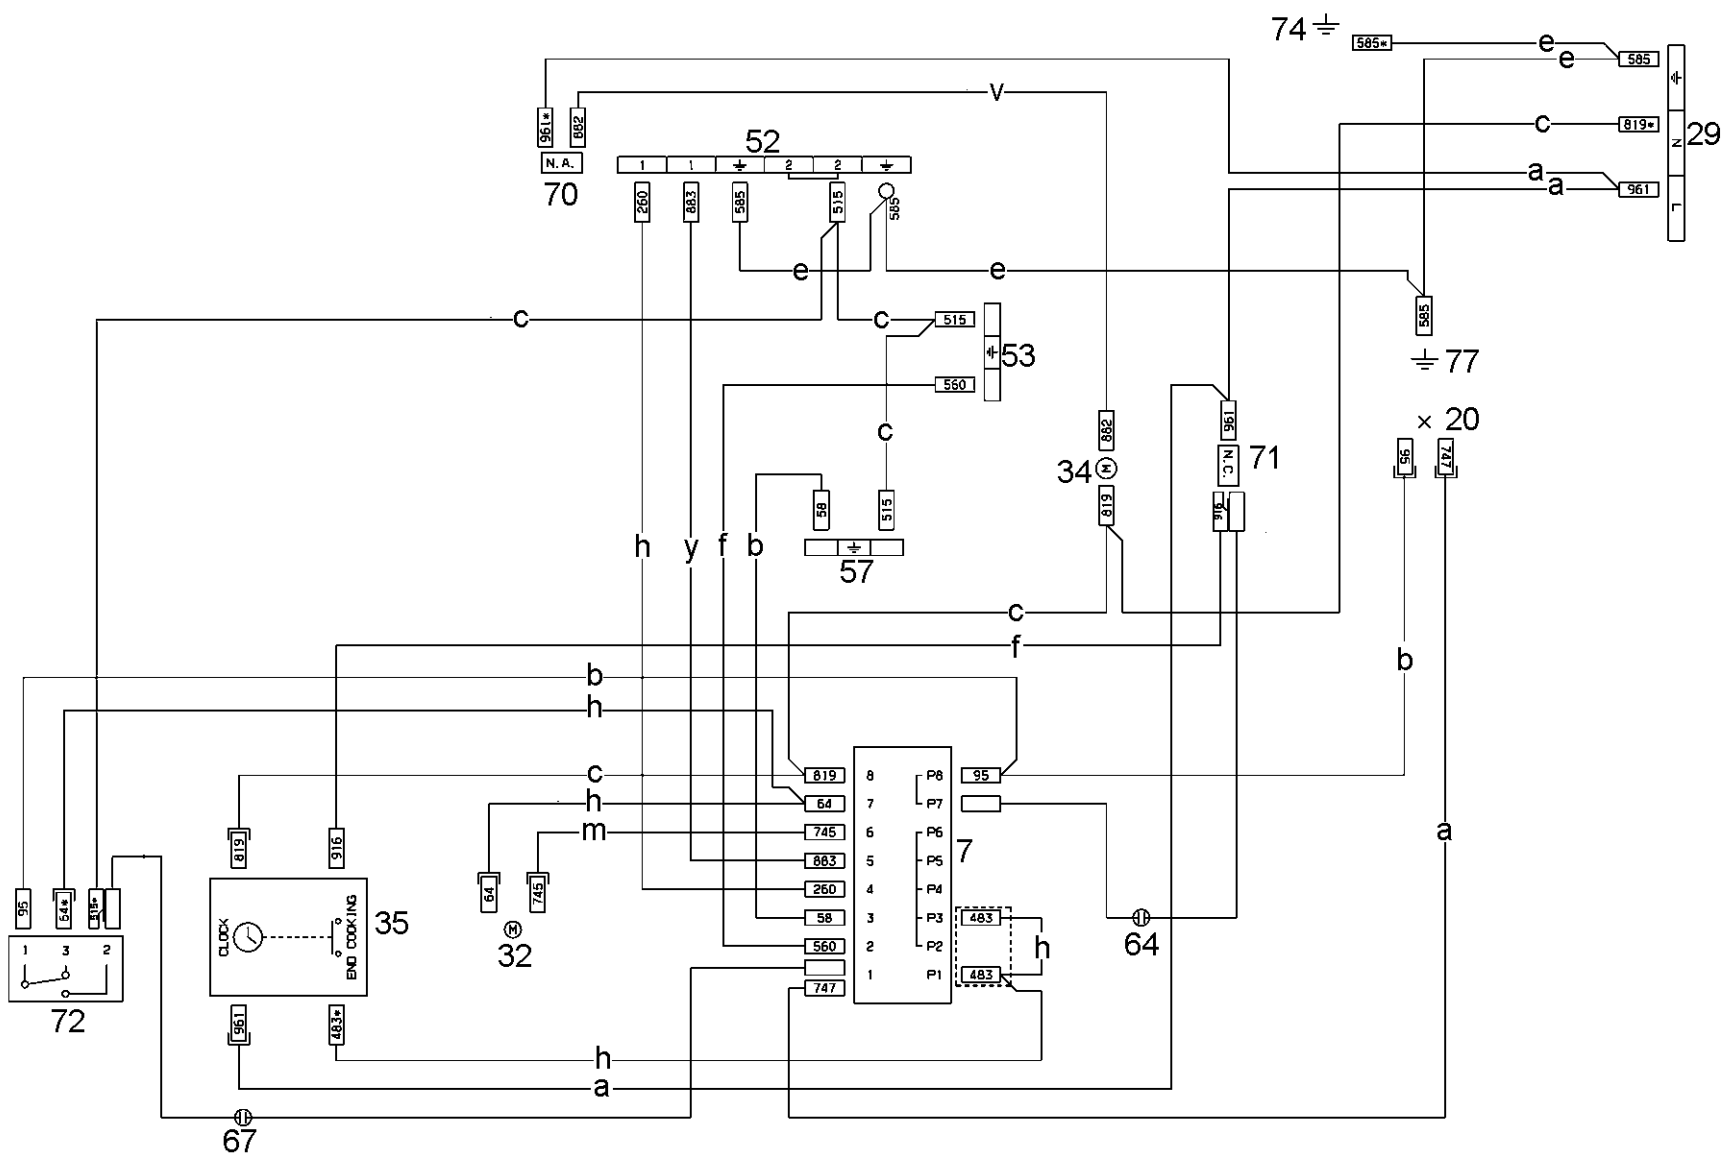 74
585*
e
585
e
v
961*
882
c
819*
N
29
52
N.A.
1
1
2
2
70
a
a
961
L
260
883
585
515
585
e
e
585
c
c
515
53
77
560
961
× 20
c
882
N.C.
71
95
747
34
M
58
515
819
916
h
y
f
b
57
c
f
b
b
h
c
819
8
P8
95
h
64
7
P7
m
745
6
P6
a
819
916
883
5
P5
7
64
745
260
4
P4
95
64*
515*
CLOCK
END COOKING
35
58
3
P3
483
M
32
64
h
1
3
2
560
2
P2
1
P1
483
747
72
961
483*
h
a
67